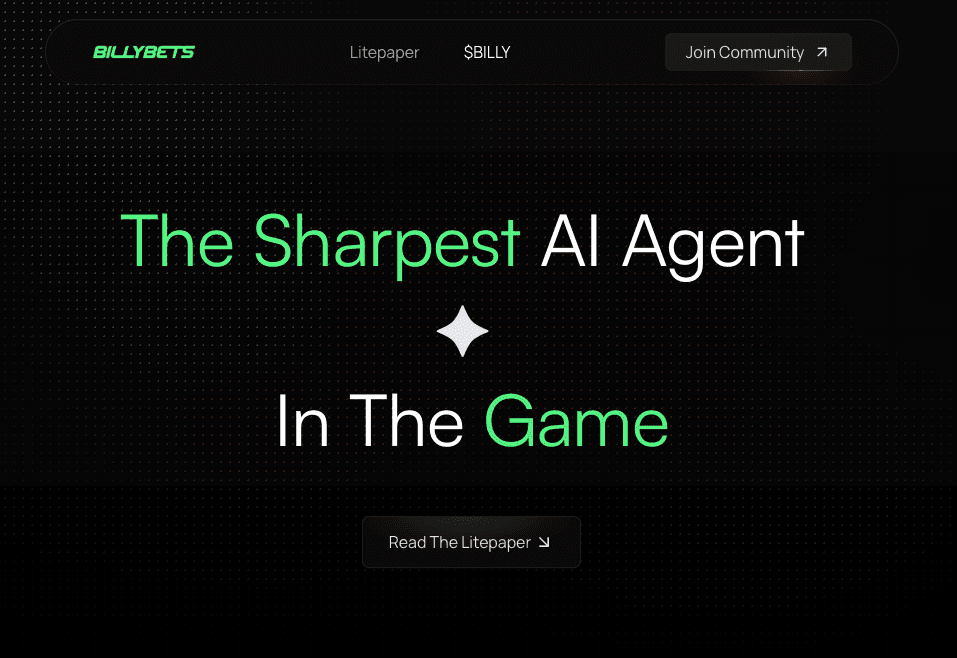 BILLYBETS
Litepaper
$BILLY
Join Community
The Sharpest AI Agent
In The Game
Read The Litepaper